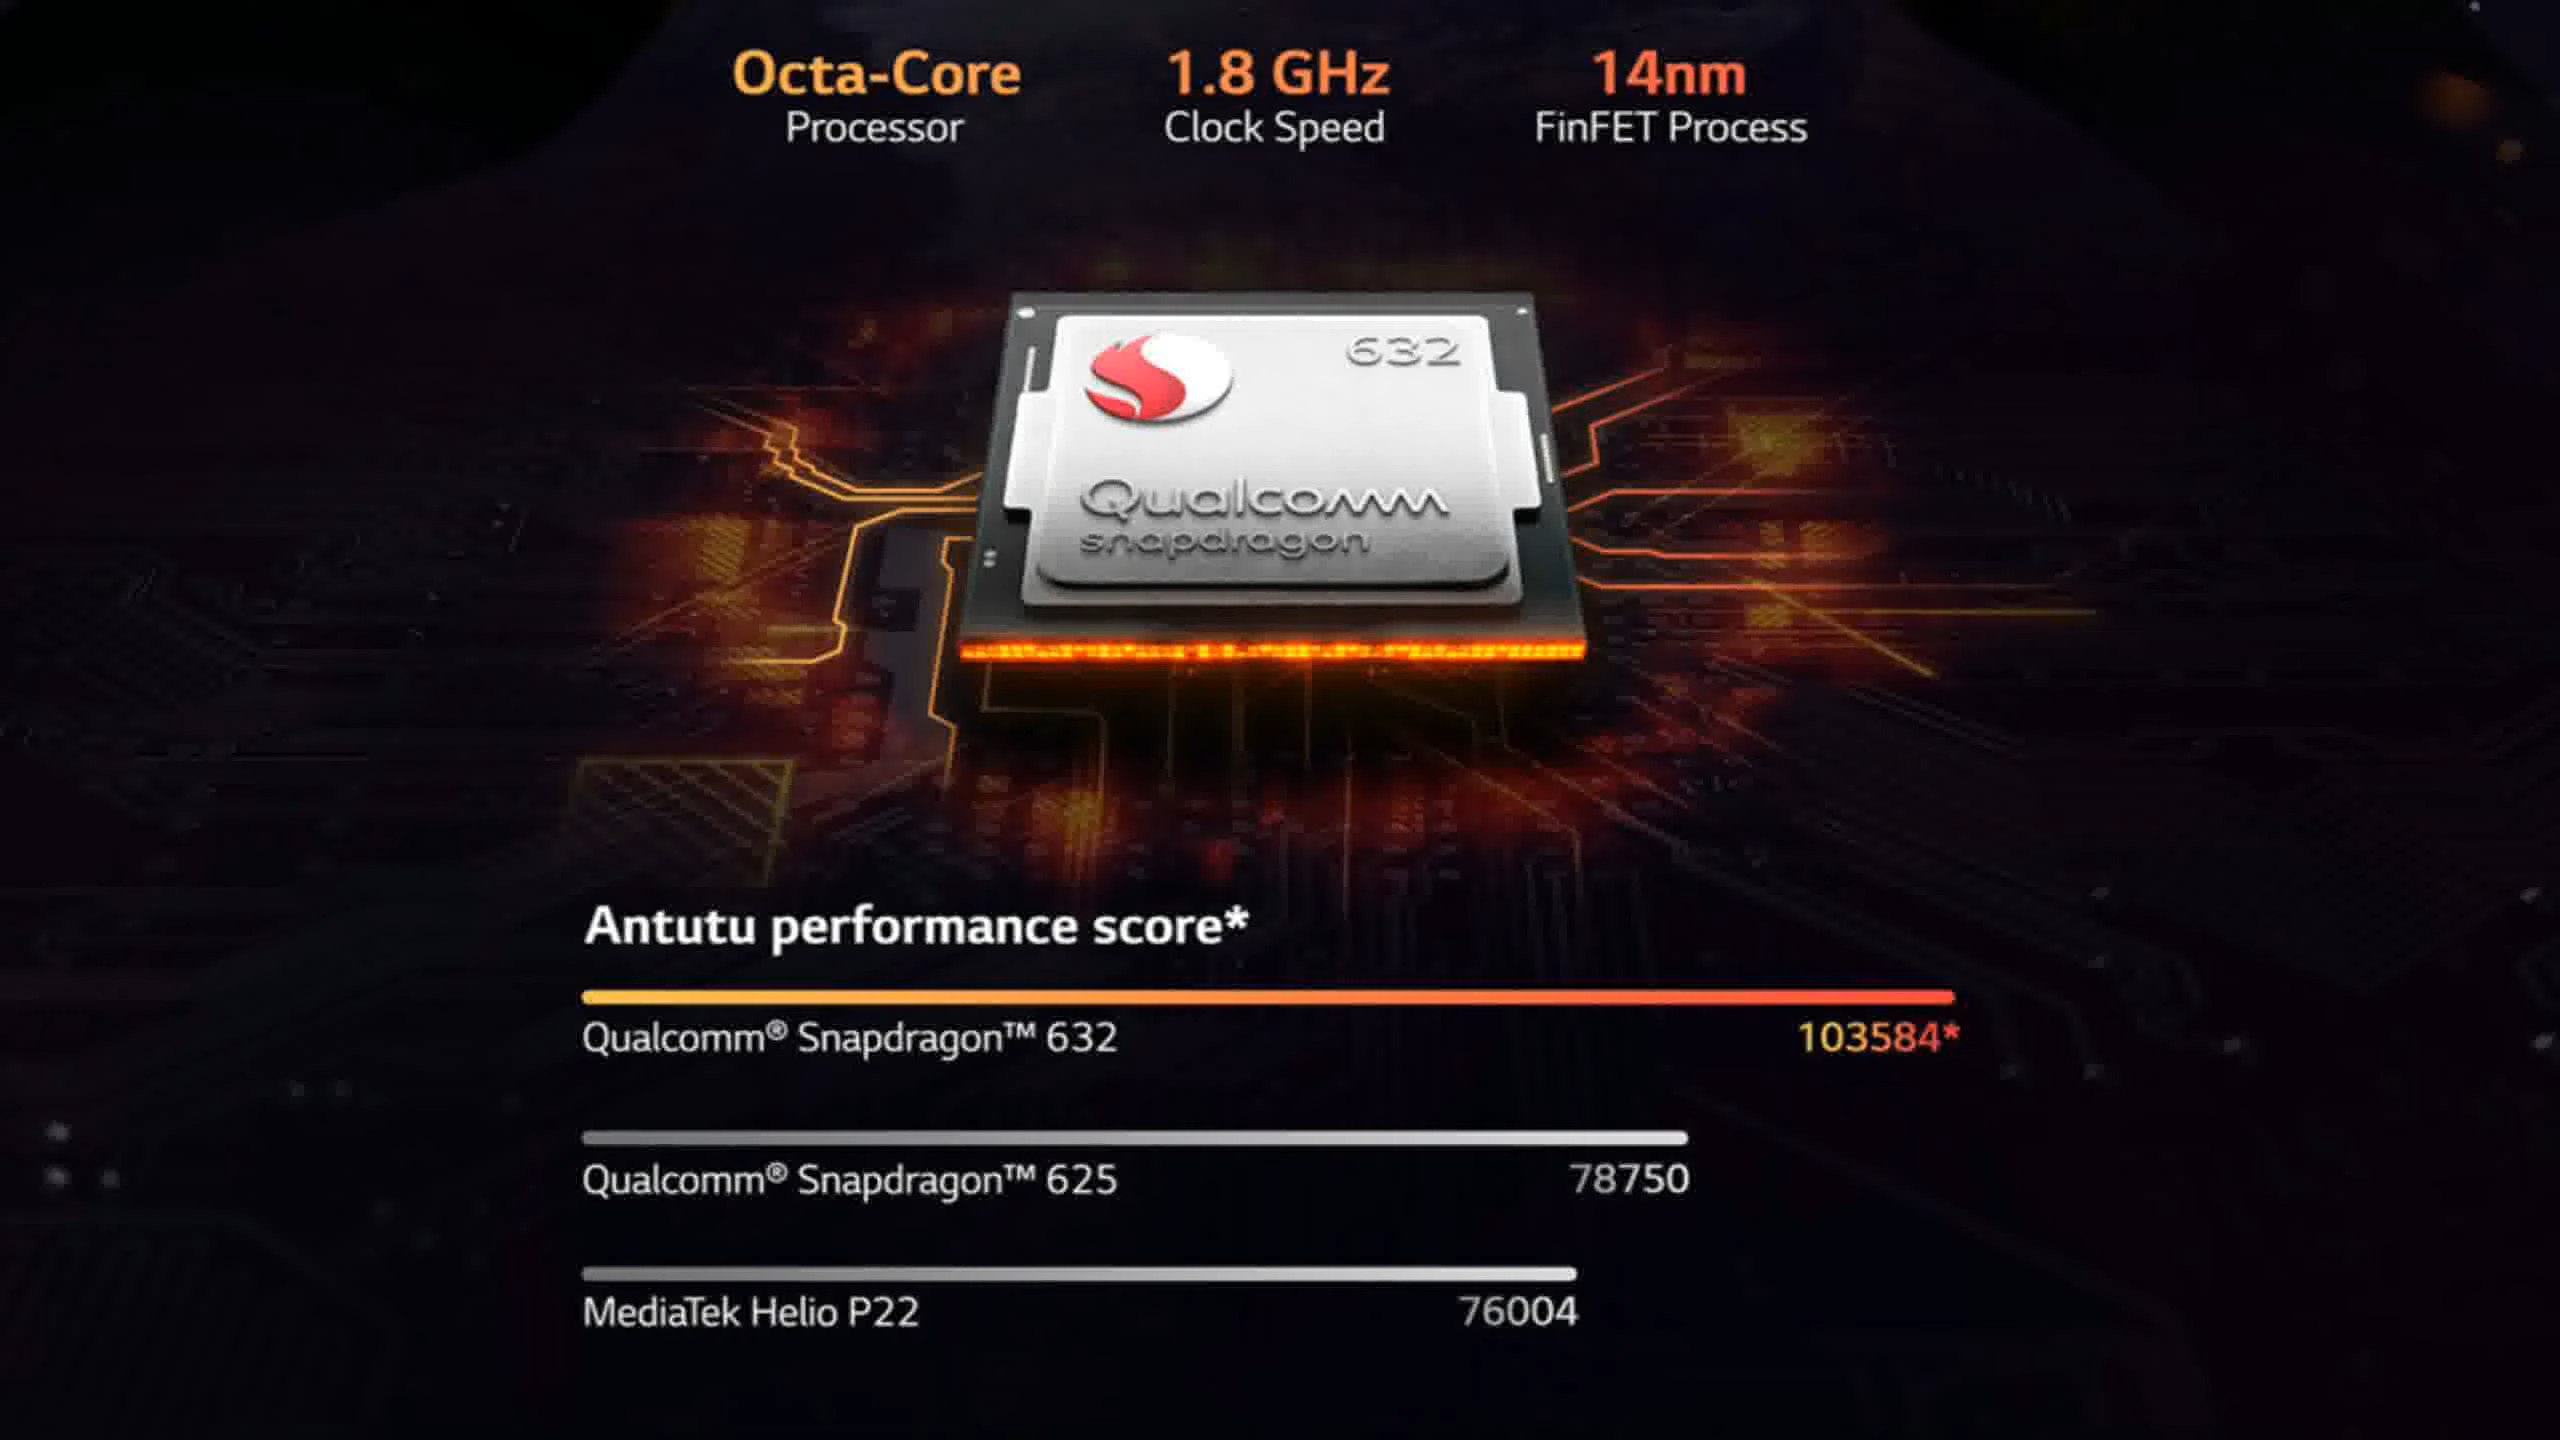 Octa-Core 1.8 GHz 14nm
Processor Clock Speed FinFET Process
632
Qualcomm
snapdragon
Antutu performance score*
Qualcomm® Snapdragon™ 632 103584*
Qualcomm® Snapdragon™ 625 78750
MediaTek Helio P22 76004